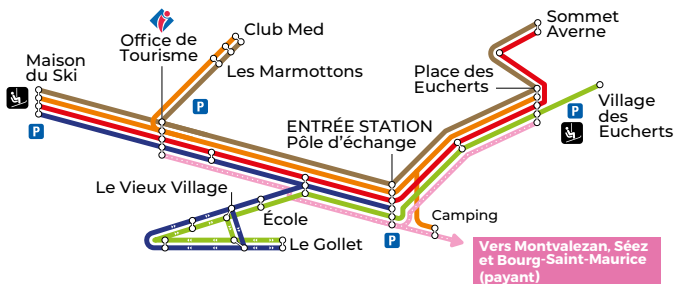 Sommet
Averne
Club Med
Office de
Tourisme
Maison
du Ski
Les Marmottons
Place des
Eucherts
P
P
P
Village
des
Eucherts
ENTRÉE STATION
Pôle d'échange
Le Vieux Village
École
Camping
Le Gollet
P
Vers Montvalezan, Séez
et Bourg-Saint-Maurice
(payant)